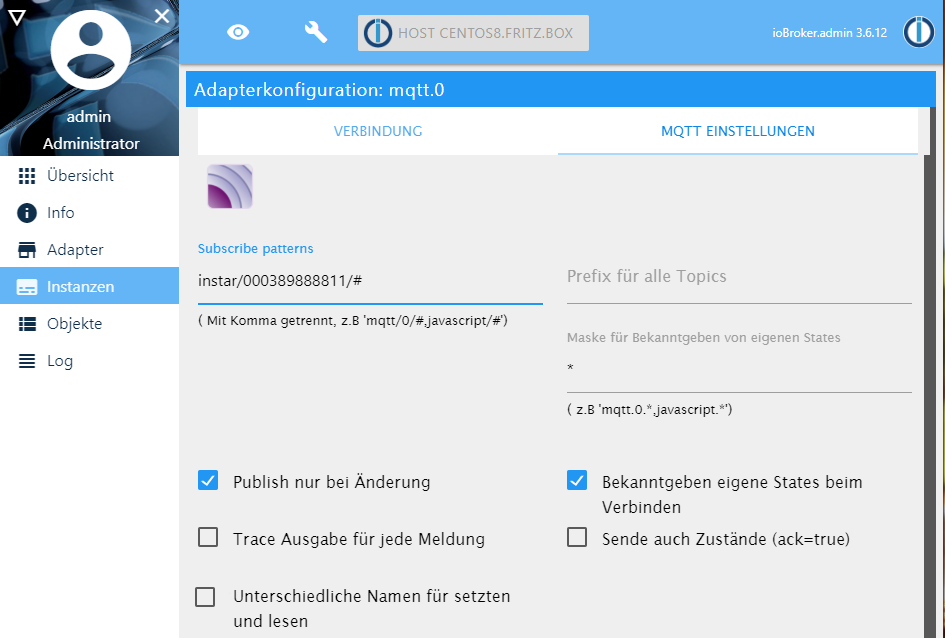 HOST CENTOS8.FRITZ.BOX
ioBroker.admin 3.6.12
admin
Administrator
Übersicht
Info
Adapter
Instanzen
Objekte
Log
Adapterkonfiguration: mqtt.0
VERBINDUNG
MQTT EINSTELLUNGEN
Subscribe patterns
instar/000389888811/#
( Mit Komma getrennt, z.B 'mqtt/0/#,javascript/#')
Prefix für alle Topics
Maske für Bekanntgeben von eigenen States
*
( z.B 'mqtt.0.*,javascript.*')
Publish nur bei Änderung
Bekanntgeben eigene States beim
Verbinden
Trace Ausgabe für jede Meldung
Sende auch Zustände (ack=true)
Unterschiedliche Namen für setzten
und lesen